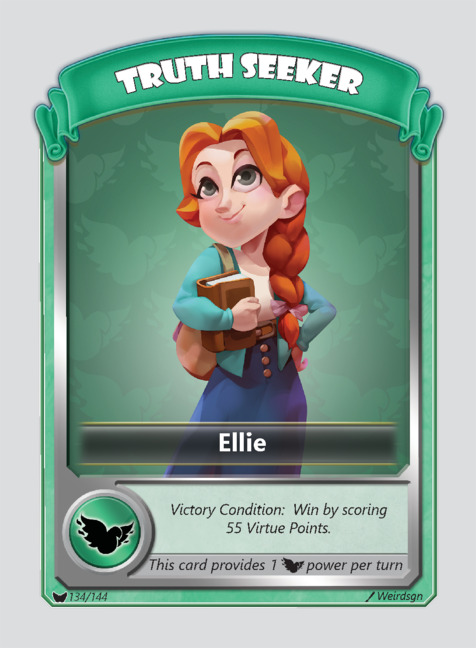 TRUTH SEEKER
Ellie
Victory Condition: Win by scoring
55 Virtue Points.
This card provides 1 power per turn
134/144
Weirdsgn